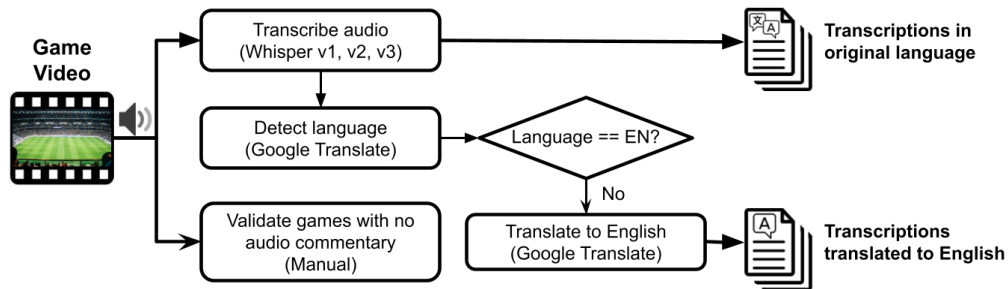 Game
Video
Transcribe audio
(Whisper v1, v2, v3)
Transcriptions in
original language
Detect language
(Google Translate)
Language == EN?
No
Validate games with no
audio commentary
(Manual)
Translate to English
(Google Translate)
Transcriptions
translated to English
文
A
A